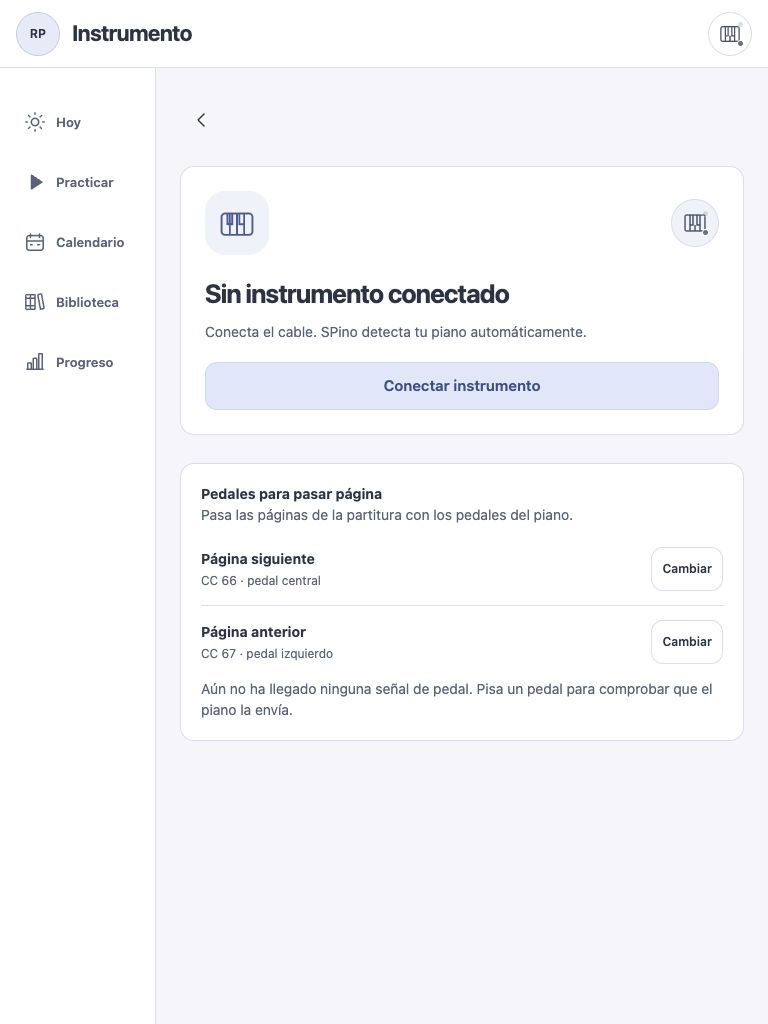 RP
Instrumento
Hoy
Practicar
Calendario
Biblioteca
Progreso
Sin instrumento conectado
Conecta el cable. SPino detecta tu piano automáticamente.
Conectar instrumento
Pedales para pasar página
Pasa las páginas de la partitura con los pedales del piano.
Página siguiente
CC 66 · pedal central
Cambiar
Página anterior
CC 67 · pedal izquierdo
Cambiar
Aún no ha llegado ninguna señal de pedal. Pisa un pedal para comprobar que el
piano la envía.